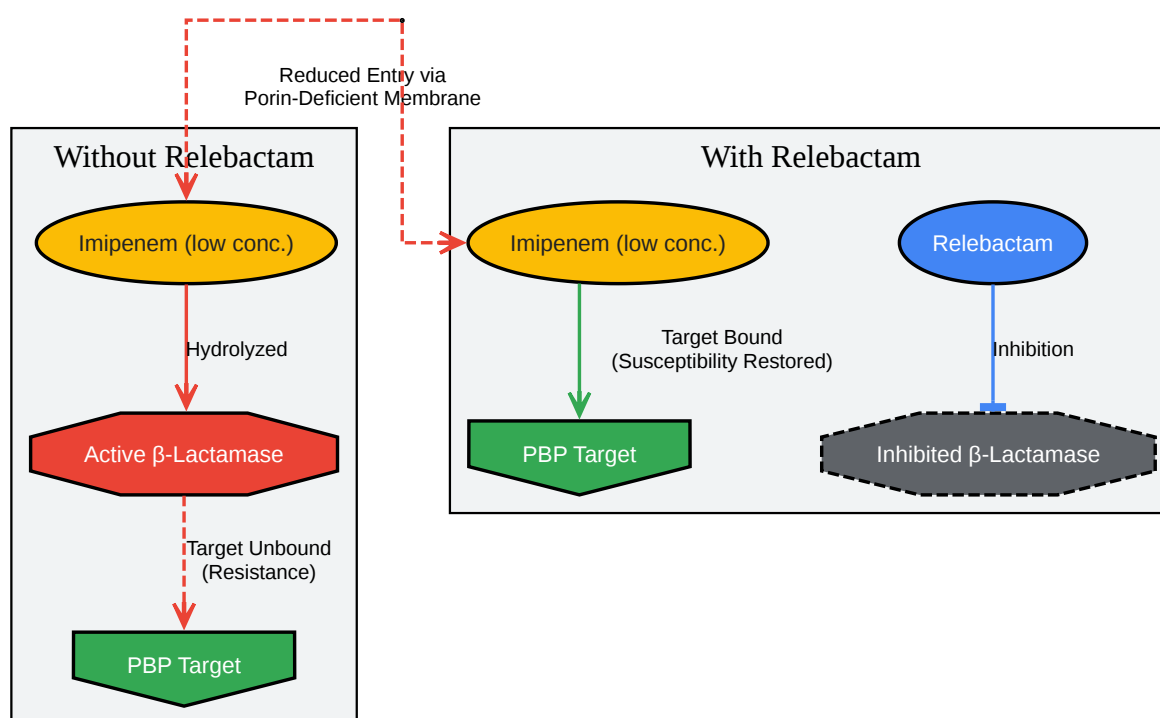 Reduced Entry via
Porin-Deficient Membrane
Without Relebactam
Imipenem (low conc.)
Hydrolyzed
Active β-Lactamase
Target Unbound
(Resistance)
PBP Target
With Relebactam
Imipenem (low conc.)
Relebactam
Target Bound
(Susceptibility Restored)
Inhibition
PBP Target
Inhibited β-Lactamase